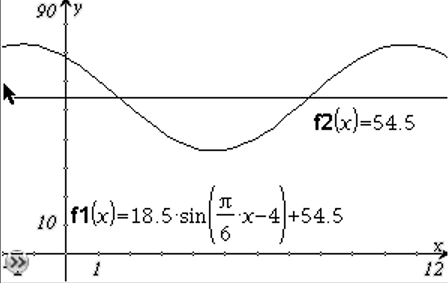 90 y
f2(x)=54.5
f1(x)=18.5·sin(π/6·x-4)+54.5
10
x
1 12